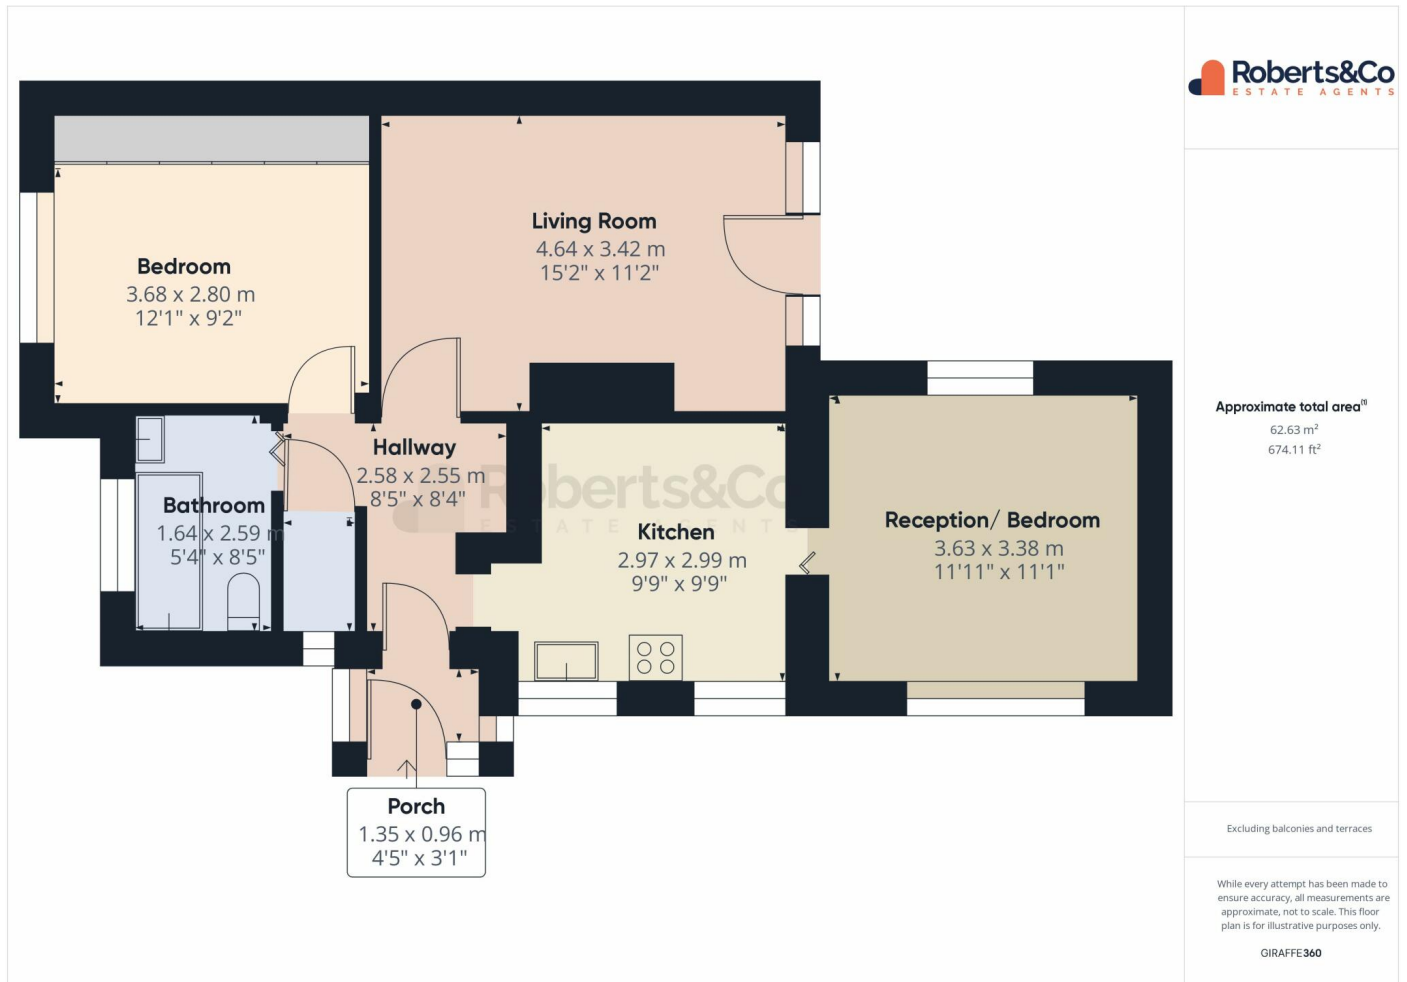 Roberts&Co
ESTATE AGENTS
Bedroom
3.68 x 2.80 m
12'1" x 9'2"
Living Room
4.64 x 3.42 m
15'2" x 11'2"
Hallway
2.58 x 2.55 m
8'5" x 8'4"
Bathroom
1.64 x 2.59 m
5'4" x 8'5"
Roberts&Co
ESTATE AGENTS
Kitchen
2.97 x 2.99 m
9'9" x 9'9"
Reception/ Bedroom
3.63 x 3.38 m
11'11" x 11'1"
Porch
1.35 x 0.96 m
4'5" x 3'1"
Approximate total area⁽¹⁾
62.63 m²
674.11 ft²
Excluding balconies and terraces
While every attempt has been made to
ensure accuracy, all measurements are
approximate, not to scale. This floor
plan is for illustrative purposes only.
GIRAFFE360